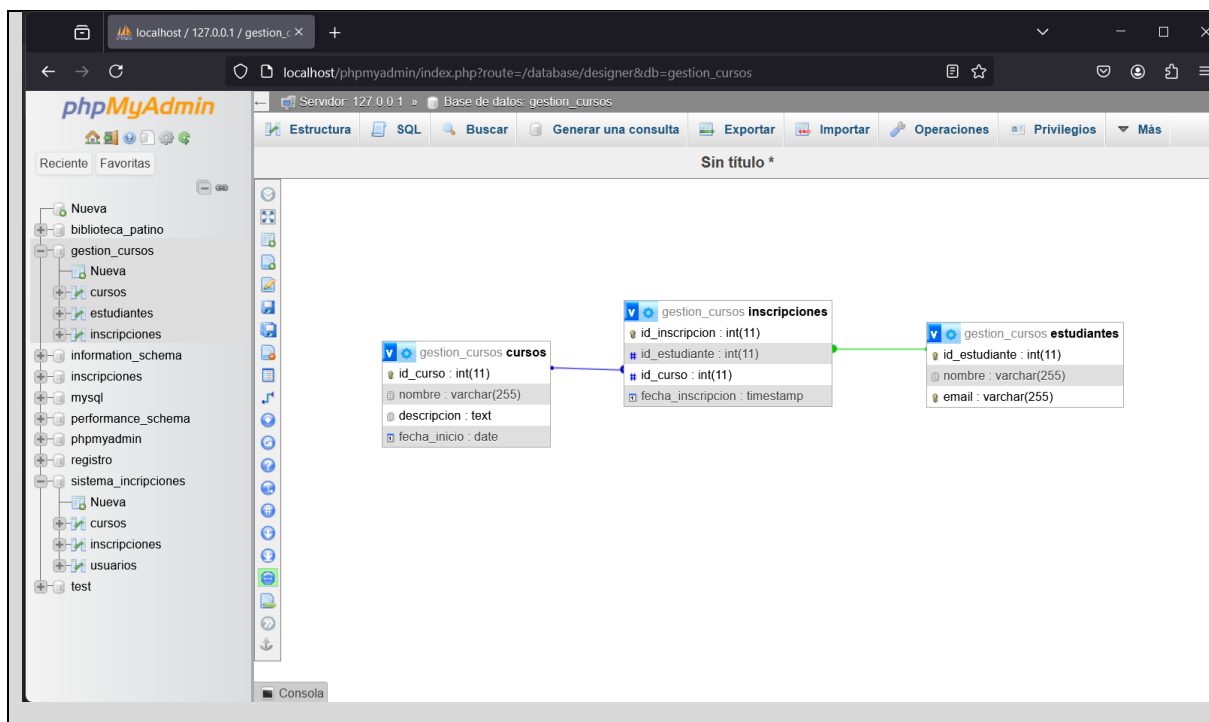 localhost / 127.0.0.1 / gestion_c
localhost/phpmyadmin/index.php?route=/database/designer&db=gestion_cursos
phpMyAdmin
Reciente Favoritas
Nueva
biblioteca_patino
gestion_cursos
Nueva
cursos
estudiantes
inscripciones
information_schema
inscripciones
mysql
performance_schema
phpmyadmin
registro
sistema_incripciones
Nueva
cursos
inscripciones
usuarios
test
Servidor: 127.0.0.1 » Base de datos: gestion_cursos
Estructura SQL Buscar Generar una consulta Exportar Importar Operaciones Privilegios Más
Sin título *
gestion_cursos cursos
id_curso : int(11)
nombre : varchar(255)
descripcion : text
fecha_inicio : date
gestion_cursos inscripciones
id_inscripcion : int(11)
id_estudiante : int(11)
id_curso : int(11)
fecha_inscripcion : timestamp
gestion_cursos estudiantes
id_estudiante : int(11)
nombre : varchar(255)
email : varchar(255)
Consola